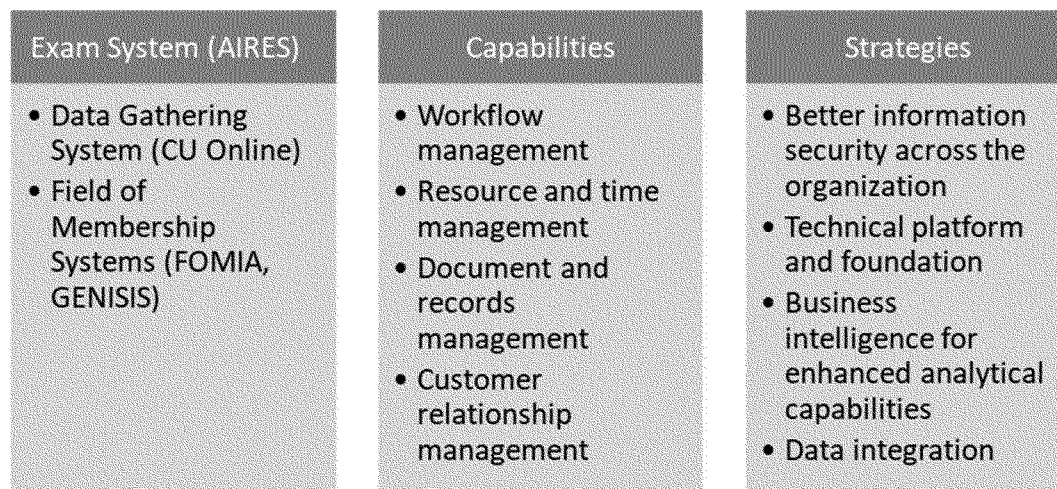 Exam System (AIRES)
• Data Gathering
System (CU Online)
• Field of
Membership
Systems (FOMIA,
GENISIS)
Capabilities
• Workflow
management
• Resource and time
management
• Document and
records
management
• Customer
relationship
management
Strategies
• Better information
security across the
organization
• Technical platform
and foundation
• Business
intelligence for
enhanced analytical
capabilities
• Data integration